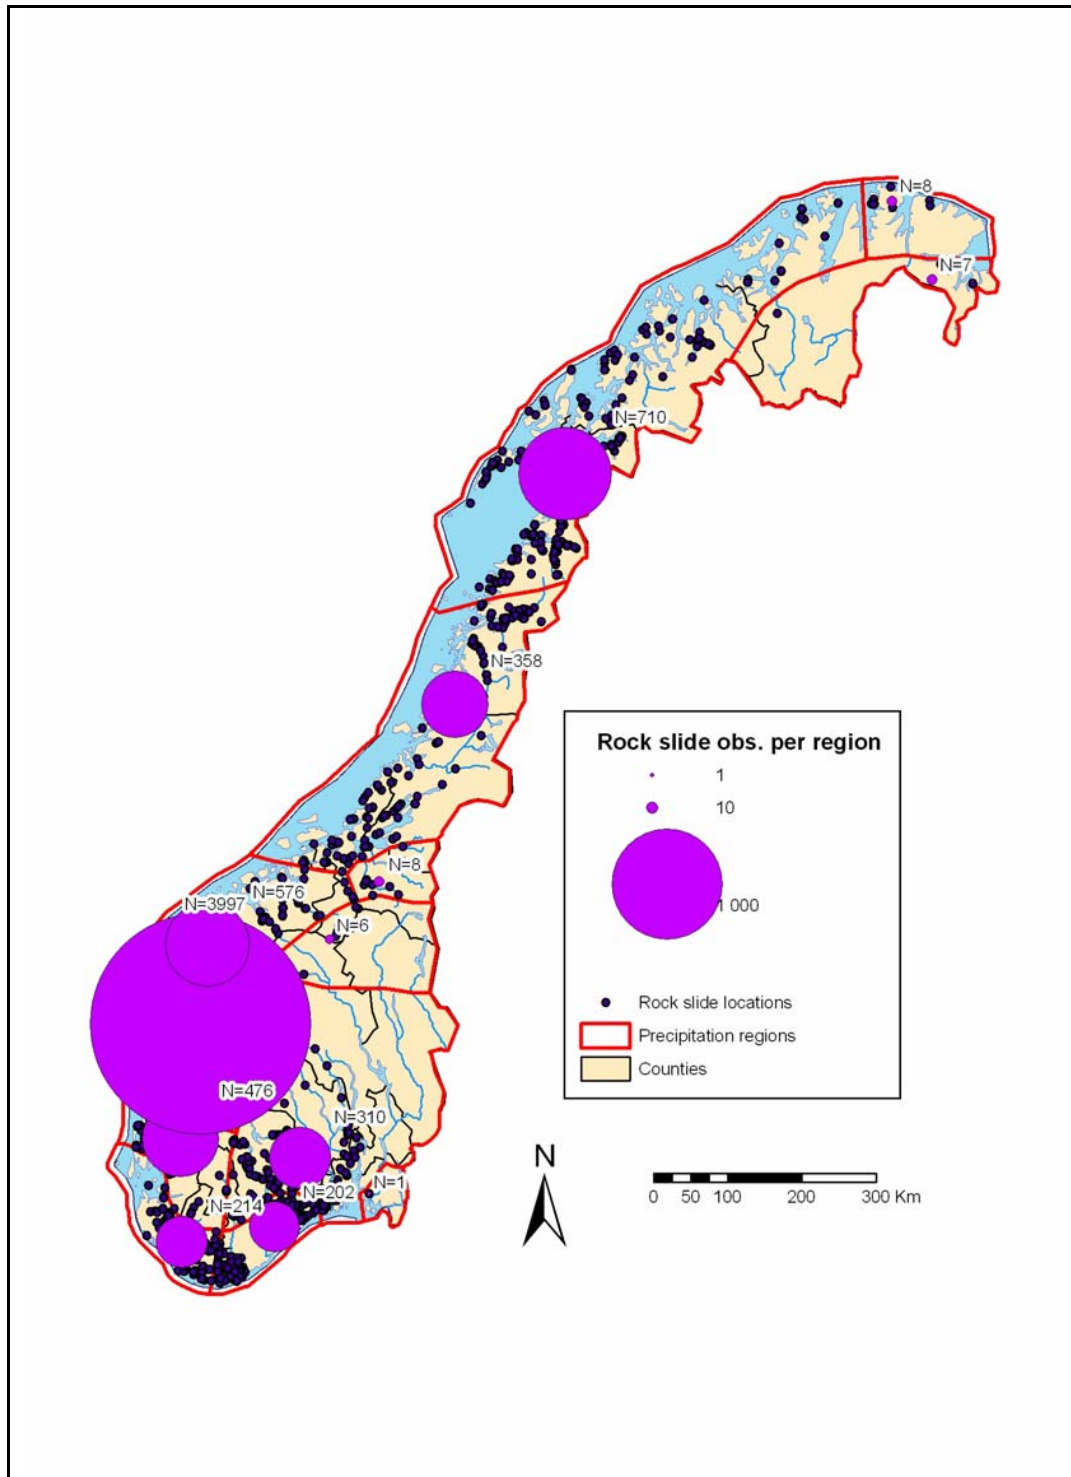 N=8
N=7
N=710
N=358
N=8
N=576
N=3997
N=6
N=476
N=310
N=1
N=202
N=214
Rock slide obs. per region
1
10
1 000
Rock slide locations
Precipitation regions
Counties
N
0 50 100 200 300 Km